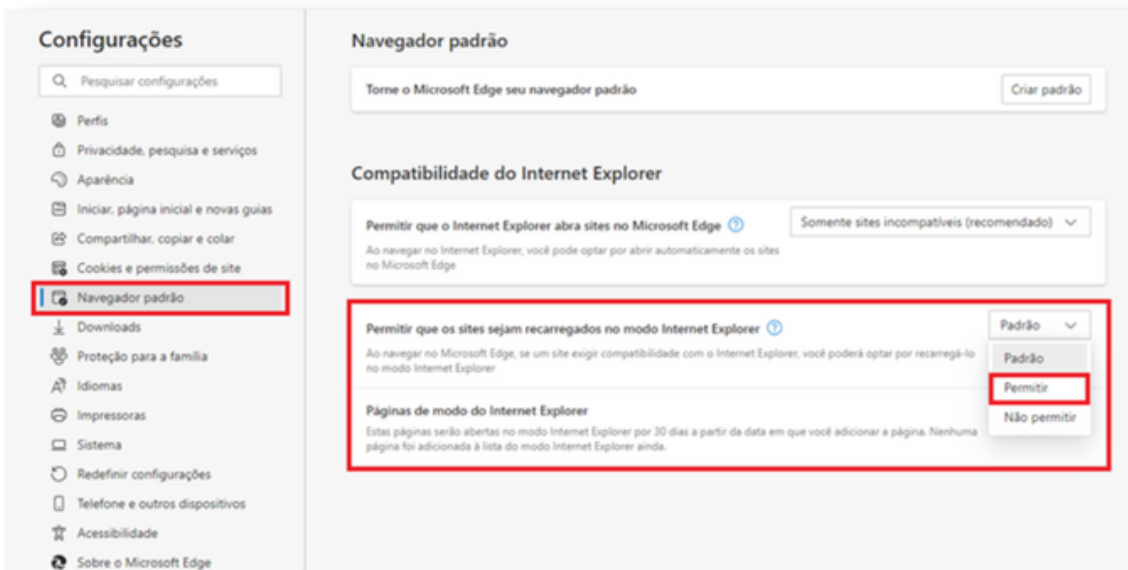 Configurações
Pesquisar configurações
Perfis
Privacidade, pesquisa e serviços
Aparência
Iniciar, página inicial e novas guias
Compartilhar, copiar e colar
Cookies e permissões de site
Navegador padrão
Downloads
Proteção para a família
Idiomas
Impressoras
Sistema
Redefinir configurações
Telefone e outros dispositivos
Acessibilidade
Sobre o Microsoft Edge
Navegador padrão
Torne o Microsoft Edge seu navegador padrão
Criar padrão
Compatibilidade do Internet Explorer
Permitir que o Internet Explorer abra sites no Microsoft Edge
Somente sites incompatíveis (recomendado)
Ao navegar no Internet Explorer, você pode optar por abrir automaticamente os sites
no Microsoft Edge
Permitir que os sites sejam recarregados no modo Internet Explorer
Padrão
Ao navegar no Microsoft Edge, se um site exigir compatibilidade com o Internet Explorer, você poderá optar por recarregá-lo
no modo Internet Explorer
Padrão
Permitir
Não permitir
Páginas de modo do Internet Explorer
Estas páginas serão abertas no modo Internet Explorer por 30 dias a partir da data em que você adicionar a página. Nenhuma
página foi adicionada à lista do modo Internet Explorer ainda.